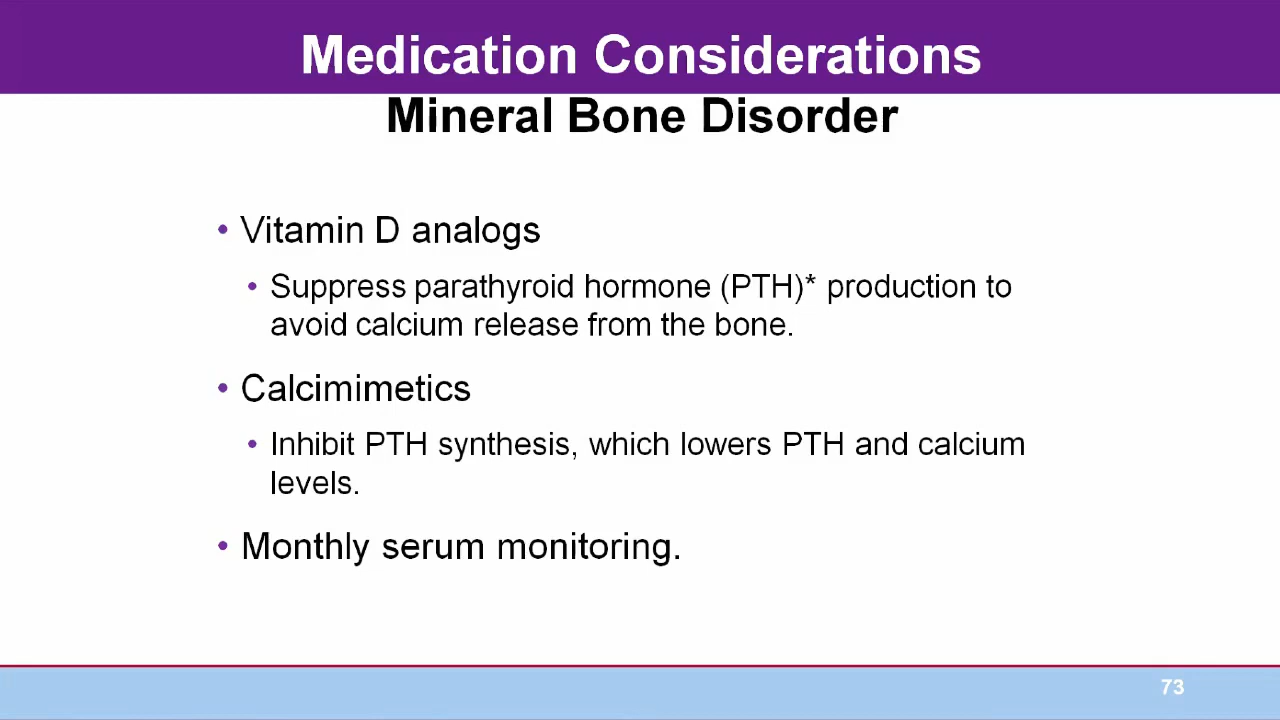 Medication Considerations
Mineral Bone Disorder
• Vitamin D analogs
• Suppress parathyroid hormone (PTH)* production to
avoid calcium release from the bone.
• Calcimimetics
• Inhibit PTH synthesis, which lowers PTH and calcium
levels.
• Monthly serum monitoring.
73